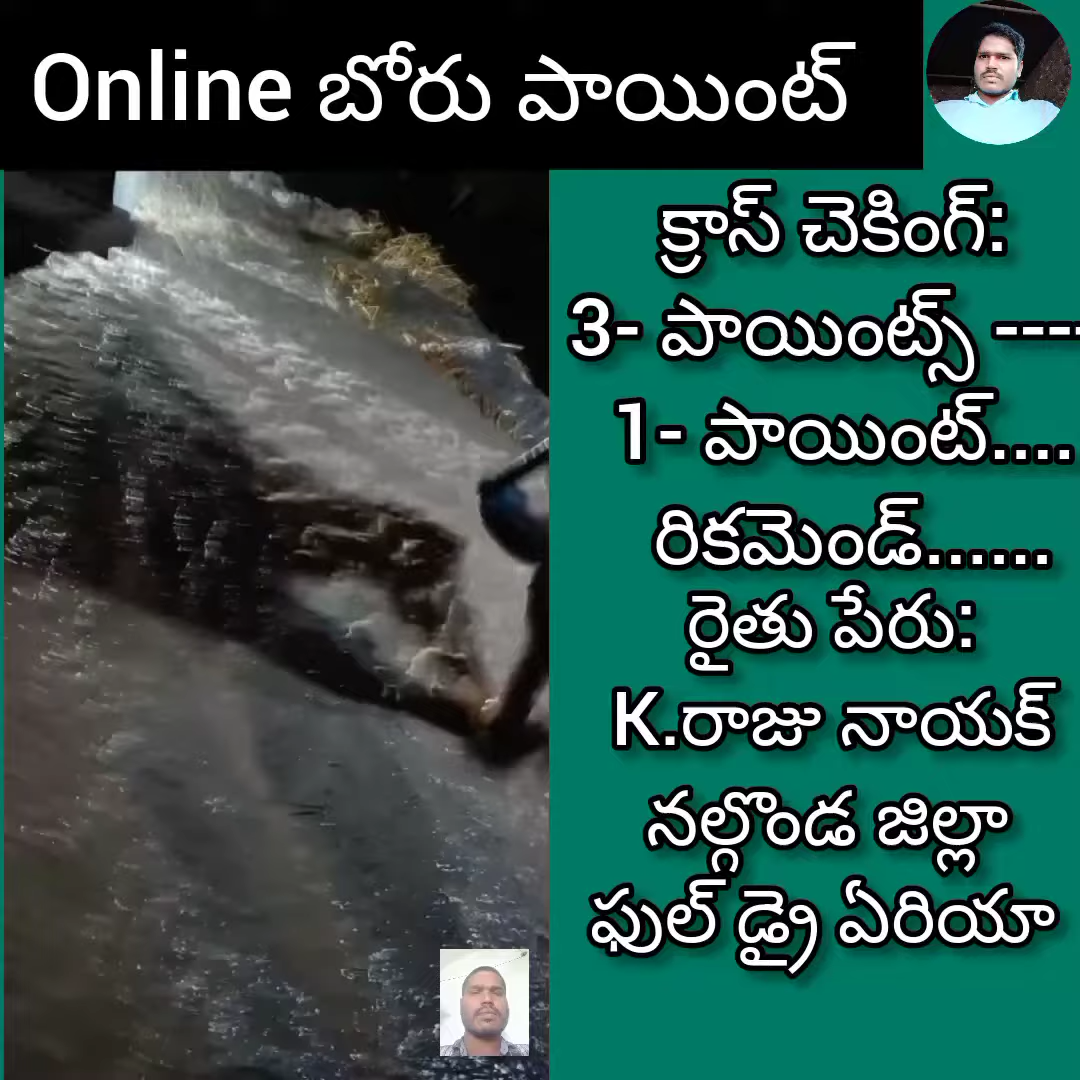 Online బోరు పాయింట్
క్రాస్ చెకింగ్:
3- పాయింట్స్ ----
1- పాయింట్....
రికమెండ్......
రైతు పేరు:
K.రాజు నాయక్
నల్గొండ జిల్లా
ఫుల్ డ్రై ఏరియా